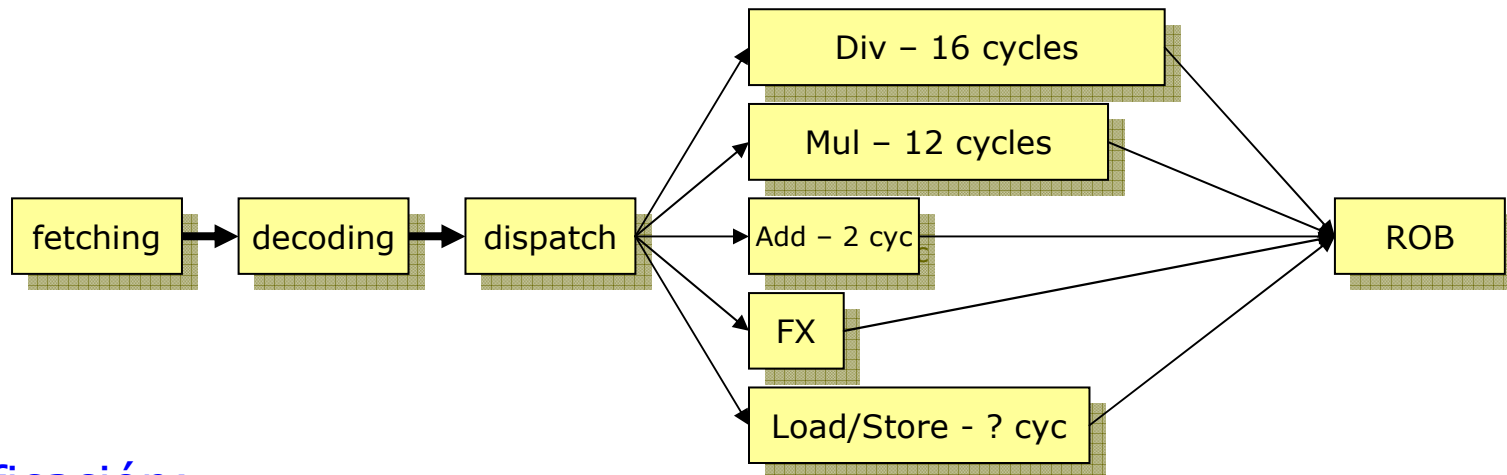 Div – 16 cycles
Mul – 12 cycles
fetching
decoding
dispatch
Add – 2 cyc
ROB
FX
Load/Store - ? cyc